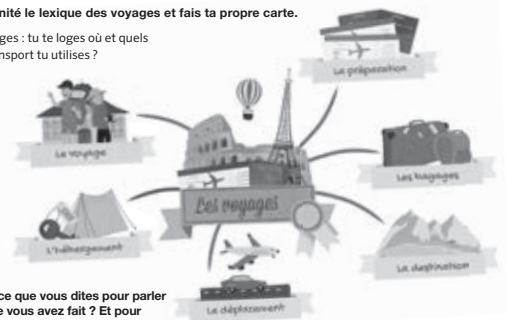 nité le lexique des voyages et fais ta propre carte.
ges : tu te loges où et quels
nsport tu utilises ?
La préparation
Le voyage
Les bagages
Les voyages
L'hébergement
La destination
Le déplacement
ce que vous dites pour parler
e vous avez fait ? Et pour